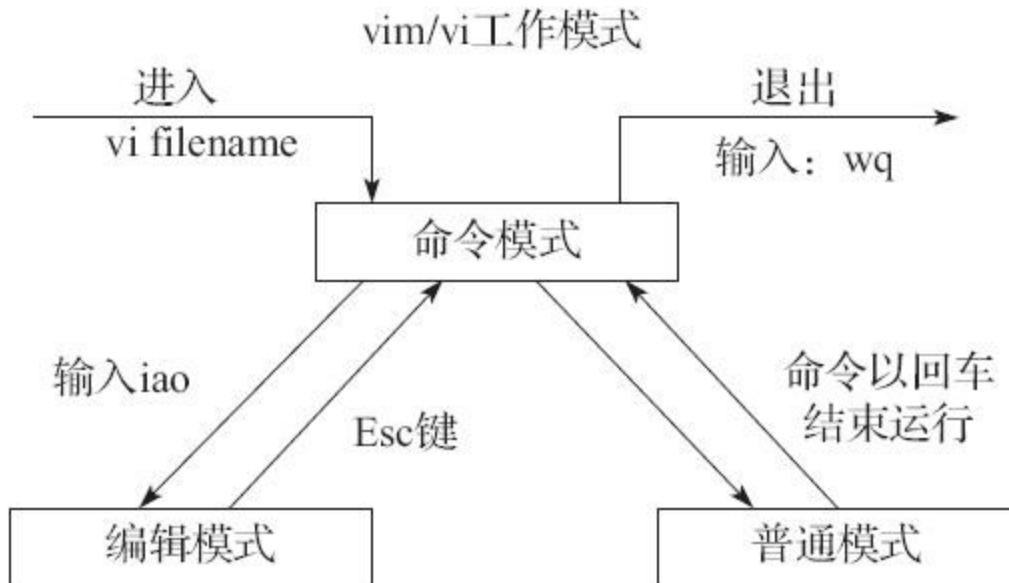 vim/vi工作模式
进入
vi filename
退出
输入：wq
命令模式
输入iao
Esc键
命令以回车
结束运行
编辑模式
普通模式